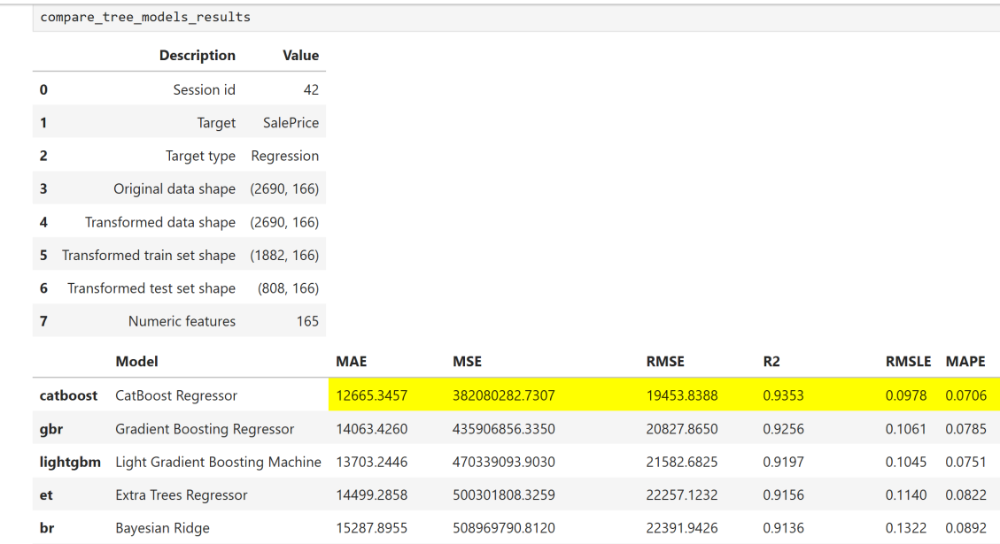 compare_tree_models_results
Description Value
0 Session id 42
1 Target SalePrice
2 Target type Regression
3 Original data shape (2690, 166)
4 Transformed data shape (2690, 166)
5 Transformed train set shape (1882, 166)
6 Transformed test set shape (808, 166)
7 Numeric features 165
Model MAE MSE RMSE R2 RMSLE MAPE
catboost CatBoost Regressor 12665.3457 382080282.7307 19453.8388 0.9353 0.0978 0.0706
gbr Gradient Boosting Regressor 14063.4260 435906856.3350 20827.8650 0.9256 0.1061 0.0785
lightgbm Light Gradient Boosting Machine 13703.2446 470339093.9030 21582.6825 0.9197 0.1045 0.0751
et Extra Trees Regressor 14499.2858 500301808.3259 22257.1232 0.9156 0.1140 0.0822
br Bayesian Ridge 15287.8955 508969790.8120 22391.9426 0.9136 0.1322 0.0892